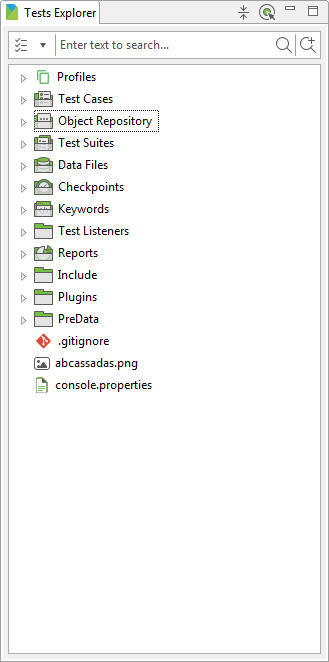 Tests Explorer
Enter text to search...
Profiles
Test Cases
Object Repository
Test Suites
Data Files
Checkpoints
Keywords
Test Listeners
Reports
Include
Plugins
PreData
.gitignore
abcassadas.png
console.properties